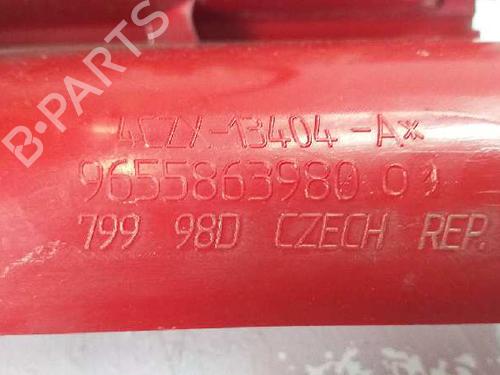 B-PARTS
4CZX-13404-A*
9655863980 01
799 98D CZECH REP.